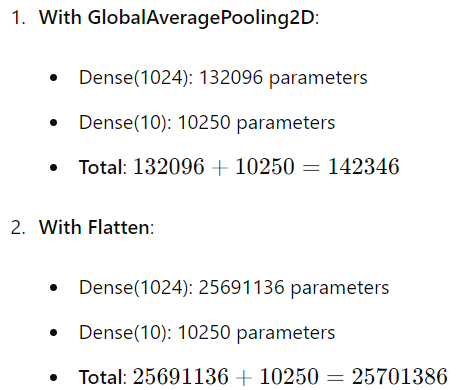 1. With GlobalAveragePooling2D:
• Dense(1024): 132096 parameters
• Dense(10): 10250 parameters
• Total: 132096 + 10250 = 142346
2. With Flatten:
• Dense(1024): 25691136 parameters
• Dense(10): 10250 parameters
• Total: 25691136 + 10250 = 25701386